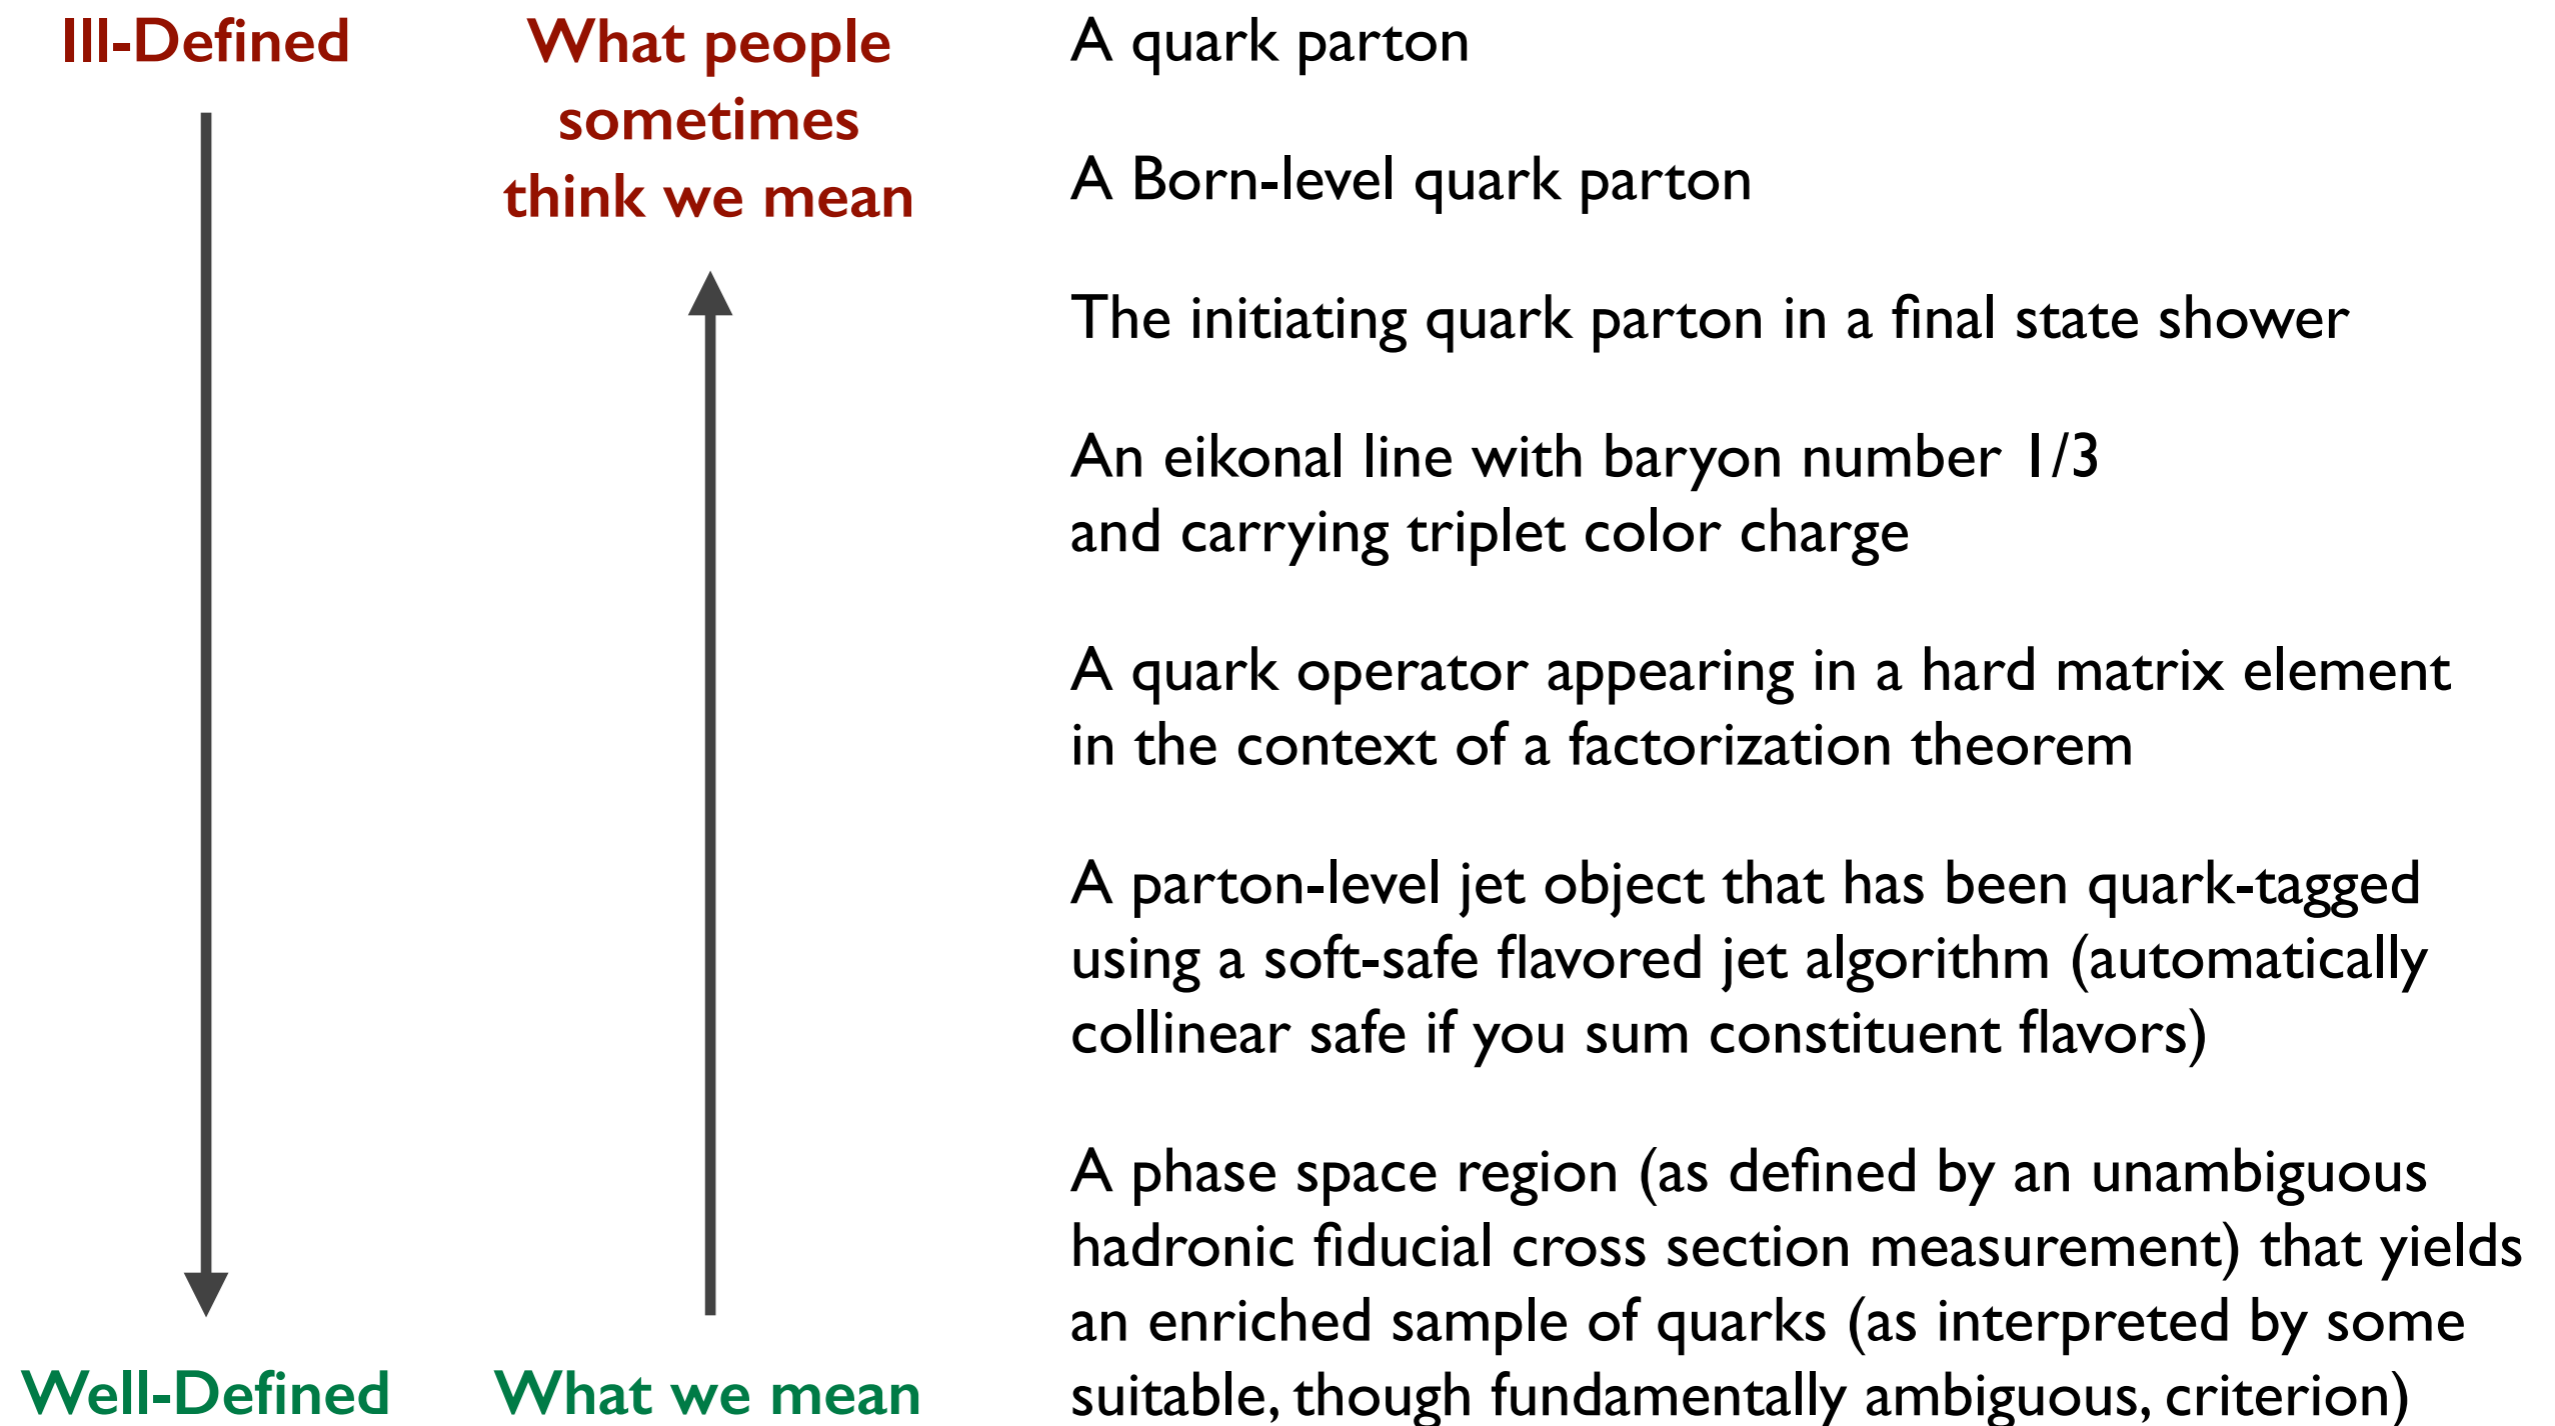 Ill-Defined
What people
sometimes
think we mean
Well-Defined
What we mean
A quark parton
A Born-level quark parton
The initiating quark parton in a final state shower
An eikonal line with baryon number 1/3
and carrying triplet color charge
A quark operator appearing in a hard matrix element
in the context of a factorization theorem
A parton-level jet object that has been quark-tagged
using a soft-safe flavored jet algorithm (automatically
collinear safe if you sum constituent flavors)
A phase space region (as defined by an unambiguous
hadronic fiducial cross section measurement) that yields
an enriched sample of quarks (as interpreted by some
suitable, though fundamentally ambiguous, criterion)